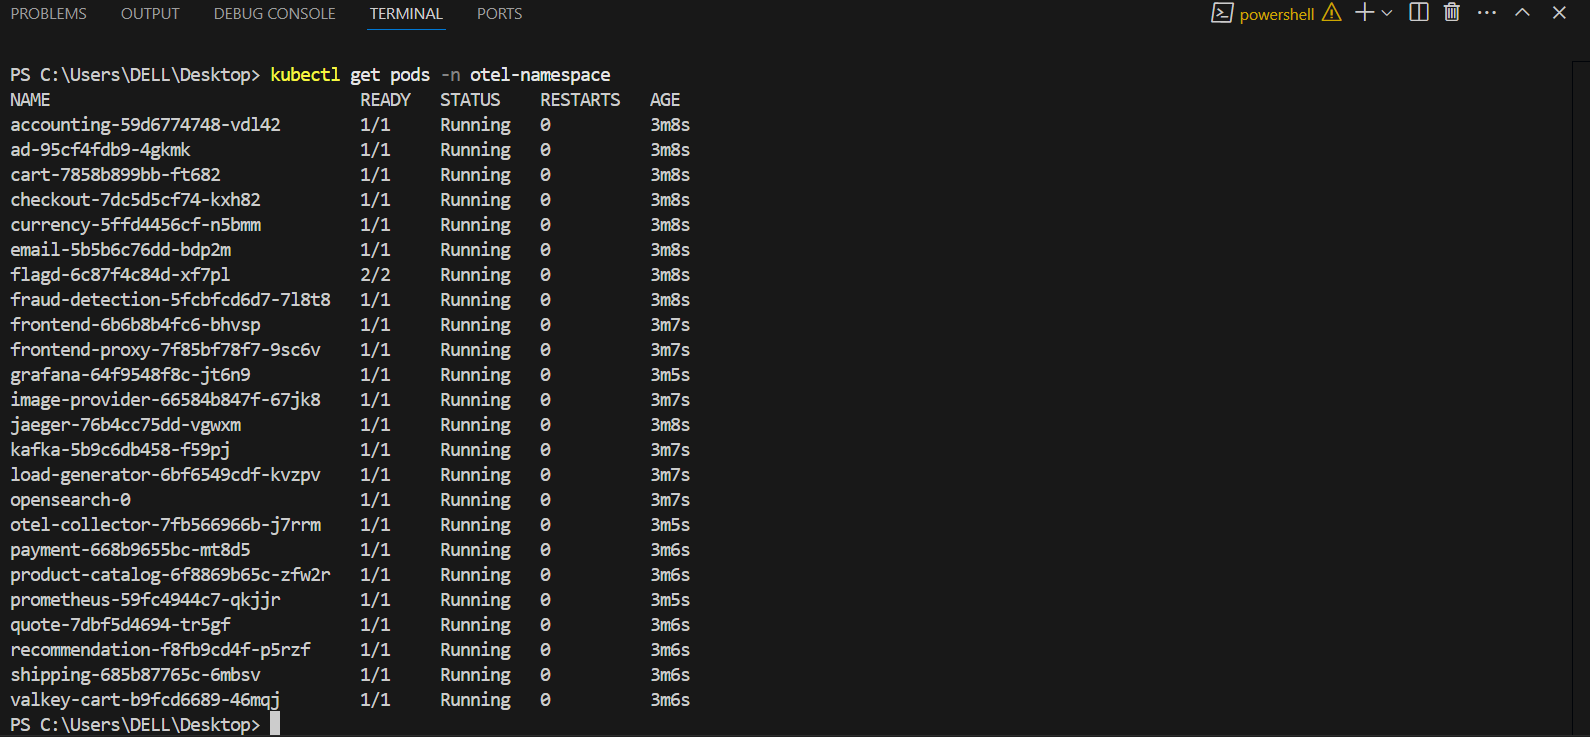 PROBLEMS OUTPUT DEBUG CONSOLE TERMINAL PORTS powershell
PS C:\Users\DELL\Desktop> kubectl get pods -n otel-namespace
NAME READY STATUS RESTARTS AGE
accounting-59d6774748-vdl42 1/1 Running 0 3m8s
ad-95cf4fdb9-4gkmk 1/1 Running 0 3m8s
cart-7858b899bb-ft682 1/1 Running 0 3m8s
checkout-7dc5d5cf74-kxh82 1/1 Running 0 3m8s
currency-5ffd4456cf-n5bmm 1/1 Running 0 3m8s
email-5b5b6c76dd-bdp2m 1/1 Running 0 3m8s
flagd-6c87f4c84d-xf7pl 2/2 Running 0 3m8s
fraud-detection-5fcbfcd6d7-7l8t8 1/1 Running 0 3m8s
frontend-6b6b8b4fc6-bhvsp 1/1 Running 0 3m7s
frontend-proxy-7f85bf78f7-9sc6v 1/1 Running 0 3m7s
grafana-64f9548f8c-jt6n9 1/1 Running 0 3m5s
image-provider-66584b847f-67jk8 1/1 Running 0 3m7s
jaeger-76b4cc75dd-vgwxm 1/1 Running 0 3m8s
kafka-5b9c6db458-f59pj 1/1 Running 0 3m7s
load-generator-6bf6549cdf-kvzpv 1/1 Running 0 3m7s
opensearch-0 1/1 Running 0 3m7s
otel-collector-7fb566966b-j7rrm 1/1 Running 0 3m5s
payment-668b9655bc-mt8d5 1/1 Running 0 3m6s
product-catalog-6f8869b65c-zfw2r 1/1 Running 0 3m6s
prometheus-59fc4944c7-qkjjr 1/1 Running 0 3m5s
quote-7dbf5d4694-tr5gf 1/1 Running 0 3m6s
recommendation-f8fb9cd4f-p5rzf 1/1 Running 0 3m6s
shipping-685b87765c-6mbsv 1/1 Running 0 3m6s
valkey-cart-b9fcd6689-46mqj 1/1 Running 0 3m6s
PS C:\Users\DELL\Desktop>